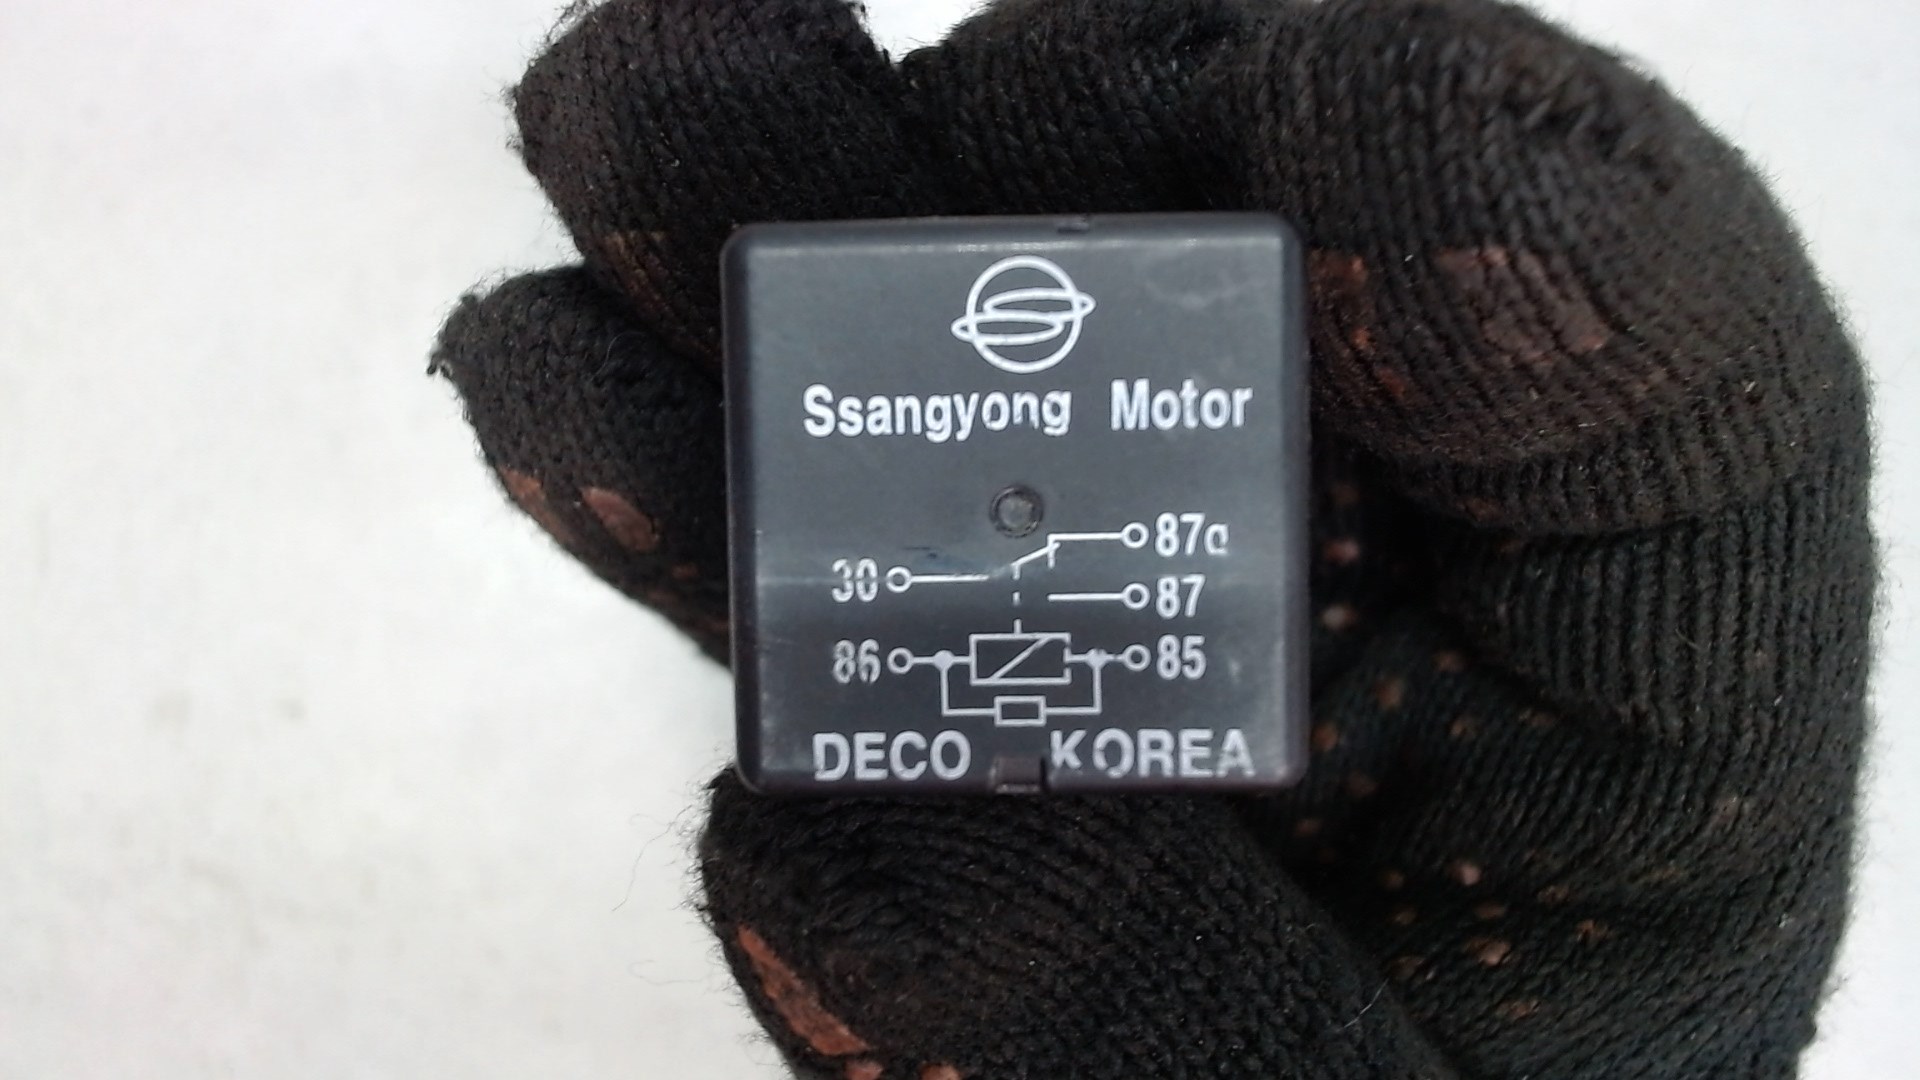 Ssangyong Motor
87a
30
87
86 85
DECO KOREA